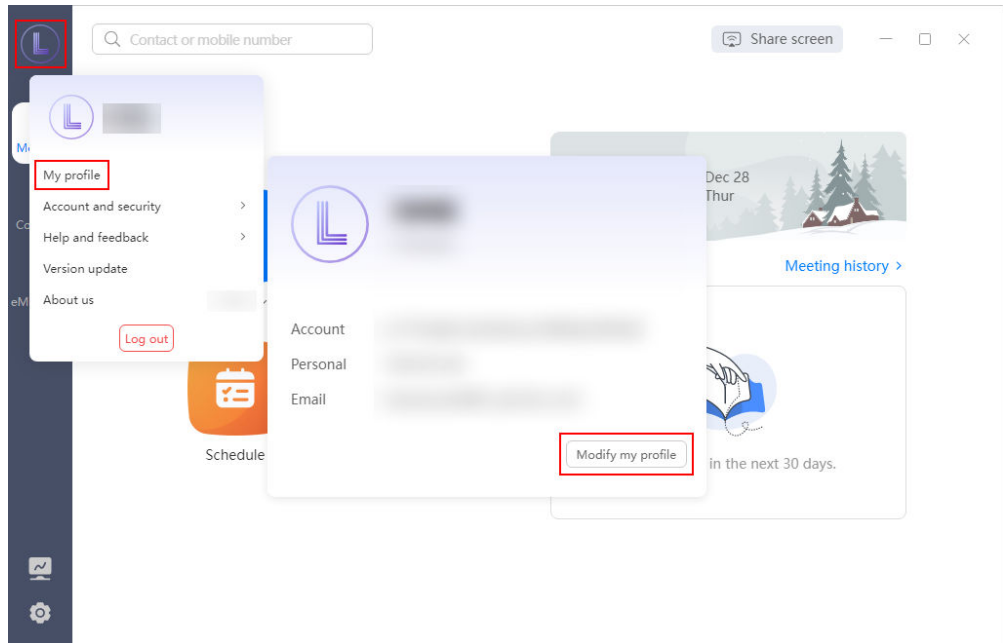 Contact or mobile number
Share screen
My profile
Account and security
Help and feedback
Version update
About us
Log out
Account
Personal
Email
Modify my profile
Dec 28
Thur
Meeting history
in the next 30 days.
Schedule